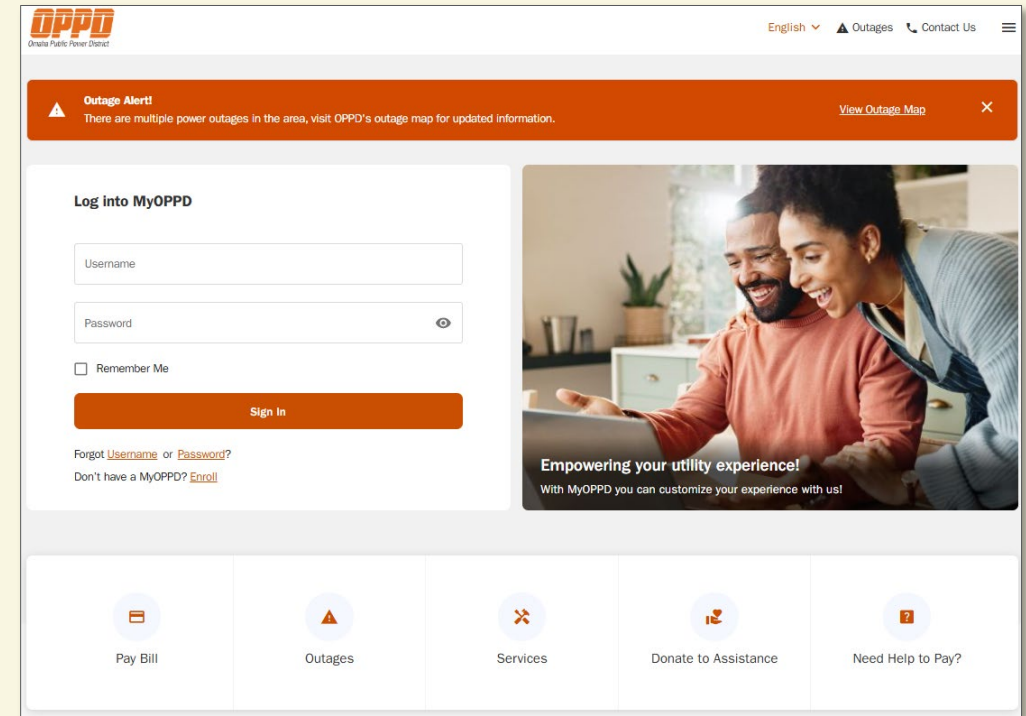 OPPD
Omaha Public Power District
English
Outages
Contact Us
Outage Alert!
There are multiple power outages in the area, visit OPPD's outage map for updated information.
View Outage Map
Log into MyOPPD
Username
Password
Remember Me
Sign In
Forgot Username or Password?
Don't have a MyOPPD? Enroll
Empowering your utility experience!
With MyOPPD you can customize your experience with us!
Pay Bill
Outages
Services
Donate to Assistance
Need Help to Pay?